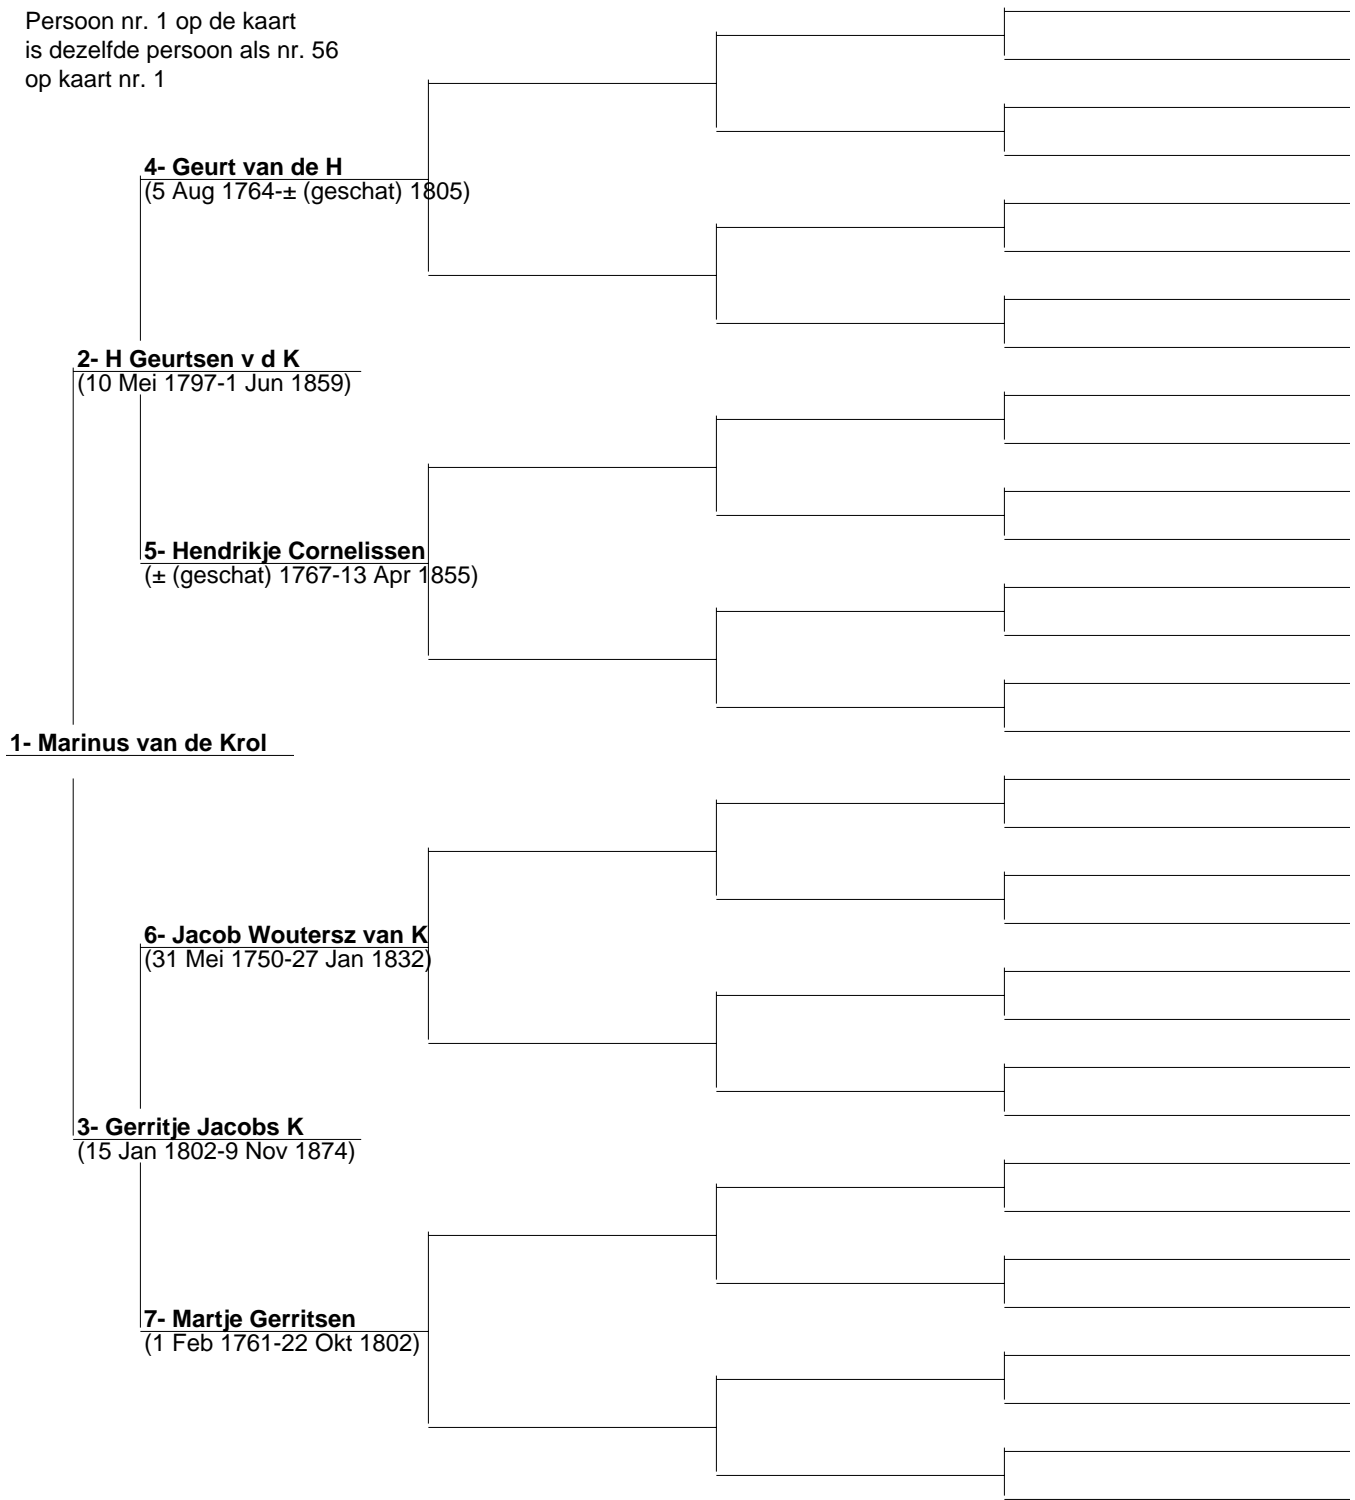 Persoon nr. 1 op de kaart
is dezelfde persoon als nr. 56
op kaart nr. 1
4- Geurt van de H
(5 Aug 1764-± (geschat) 1805)
2- H Geurtsen v d K
(10 Mei 1797-1 Jun 1859)
5- Hendrikje Cornelissen
(± (geschat) 1767-13 Apr 1855)
1- Marinus van de Krol
6- Jacob Woutersz van K
(31 Mei 1750-27 Jan 1832)
3- Gerritje Jacobs K
(15 Jan 1802-9 Nov 1874)
7- Martje Gerritsen
(1 Feb 1761-22 Okt 1802)